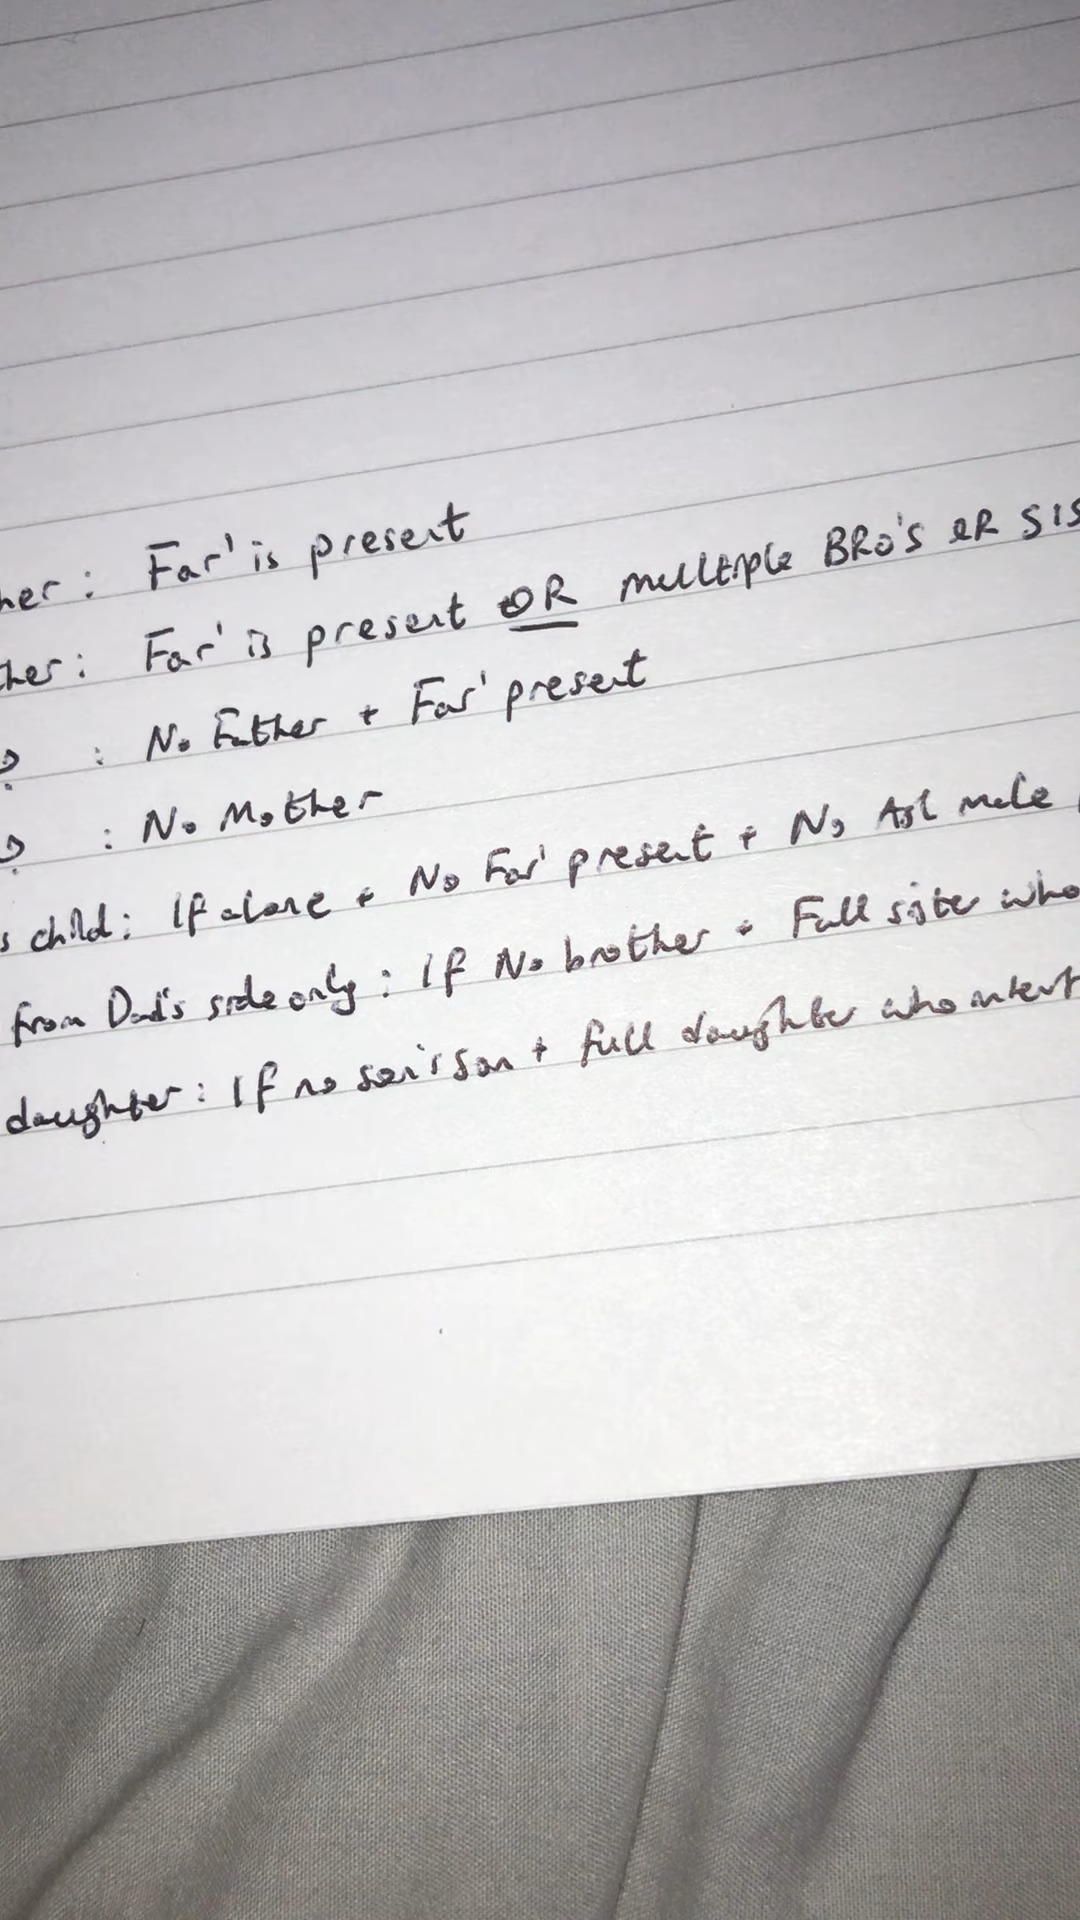 her: Far' is present
ther: Far' is present OR multiple BRO's OR SIS
: No Father + Far' present
: No Mother
s child: If alone + No Far' present + No Asl male
from Dad's side only: If No brother + Full sister who
daughter: If no son's son + full daughter who inherit